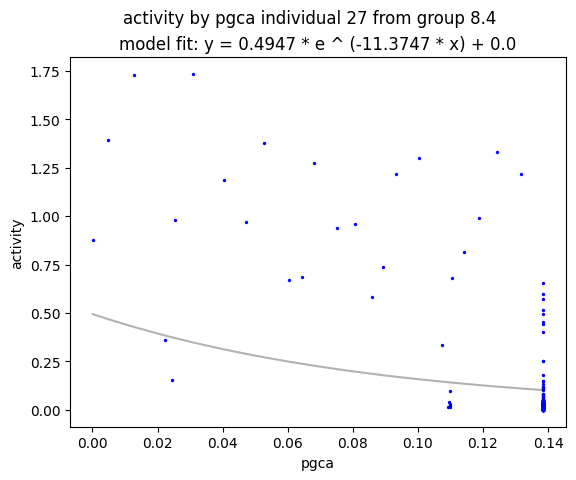 activity by pgca individual 27 from group 8.4
model fit: y = 0.4947 * e ^ (-11.3747 * x) + 0.0
1.75
1.50
1.25
1.00
0.75
0.50
0.25
0.00
activity
0.00 0.02 0.04 0.06 0.08 0.10 0.12 0.14
pgca